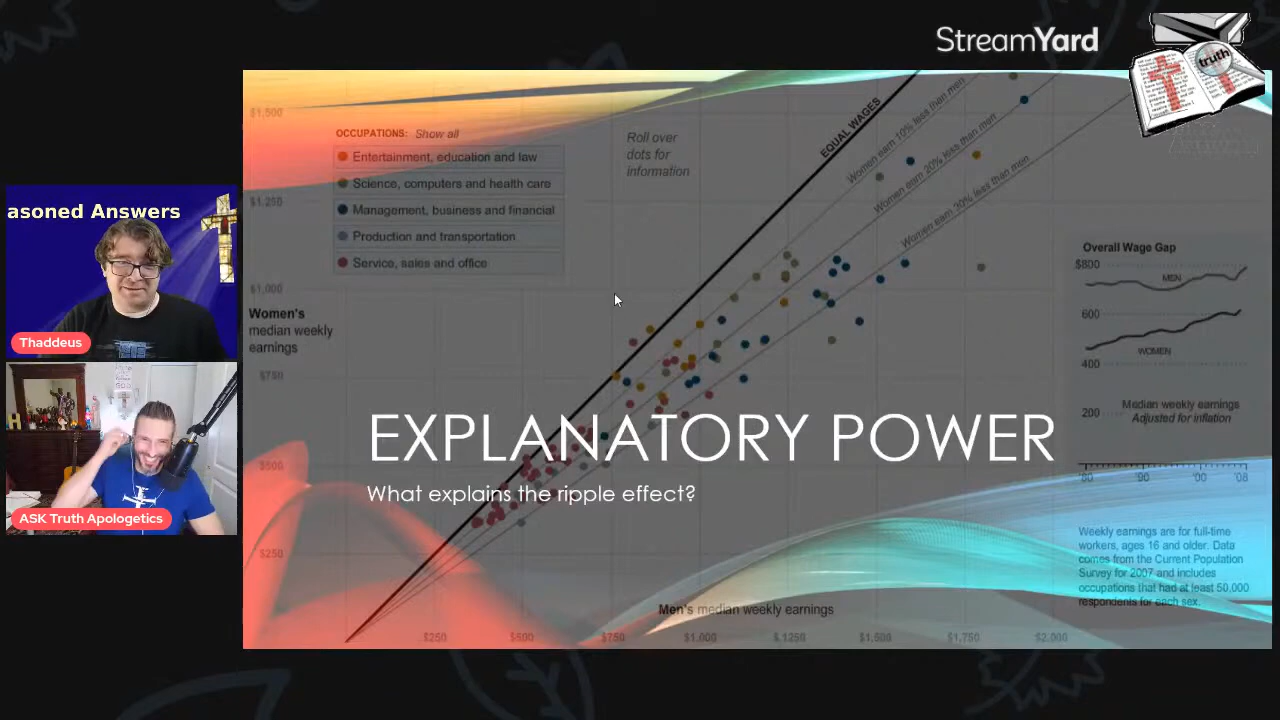 StreamYard
truth
asoned Answers
Thaddeus
ASK Truth Apologetics
$1,500
$1,250
$1,000
$750
$500
$250
OCCUPATIONS: Show all
Entertainment, education and law
Science, computers and health care
Management, business and financial
Production and transportation
Service, sales and office
Roll over
dots for
information
EQUAL WAGES
Women earn 10% less than men
Women earn 20% less than men
Women earn 30% less than men
Women's
median weekly
earnings
EXPLANATORY POWER
What explains the ripple effect?
Men's median weekly earnings
$250
$500
$750
$1,000
$1,250
$1,500
$1,750
$2,000
Overall Wage Gap
$800
MEN
600
WOMEN
400
200
Median weekly earnings
Adjusted for inflation
'80
'90
'00
'08
Weekly earnings are for full-time
workers, ages 16 and older. Data
comes from the Current Population
Survey for 2007 and includes
occupations that had at least 50,000
respondents for each sex.